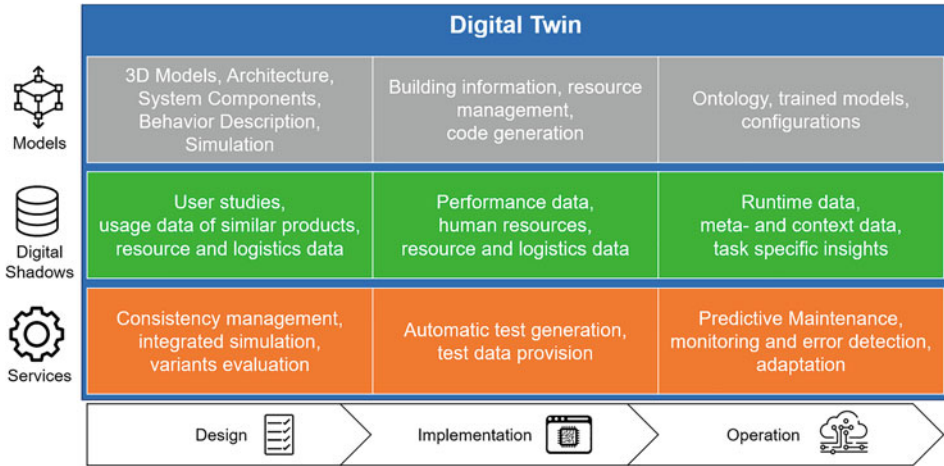 Digital Twin
Models
3D Models, Architecture,
System Components,
Behavior Description,
Simulation
Building information, resource
management,
code generation
Ontology, trained models,
configurations
Digital
Shadows
User studies,
usage data of similar products,
resource and logistics data
Performance data,
human resources,
resource and logistics data
Runtime data,
meta- and context data,
task specific insights
Services
Consistency management,
integrated simulation,
variants evaluation
Automatic test generation,
test data provision
Predictive Maintenance,
monitoring and error detection,
adaptation
Design
Implementation
Operation